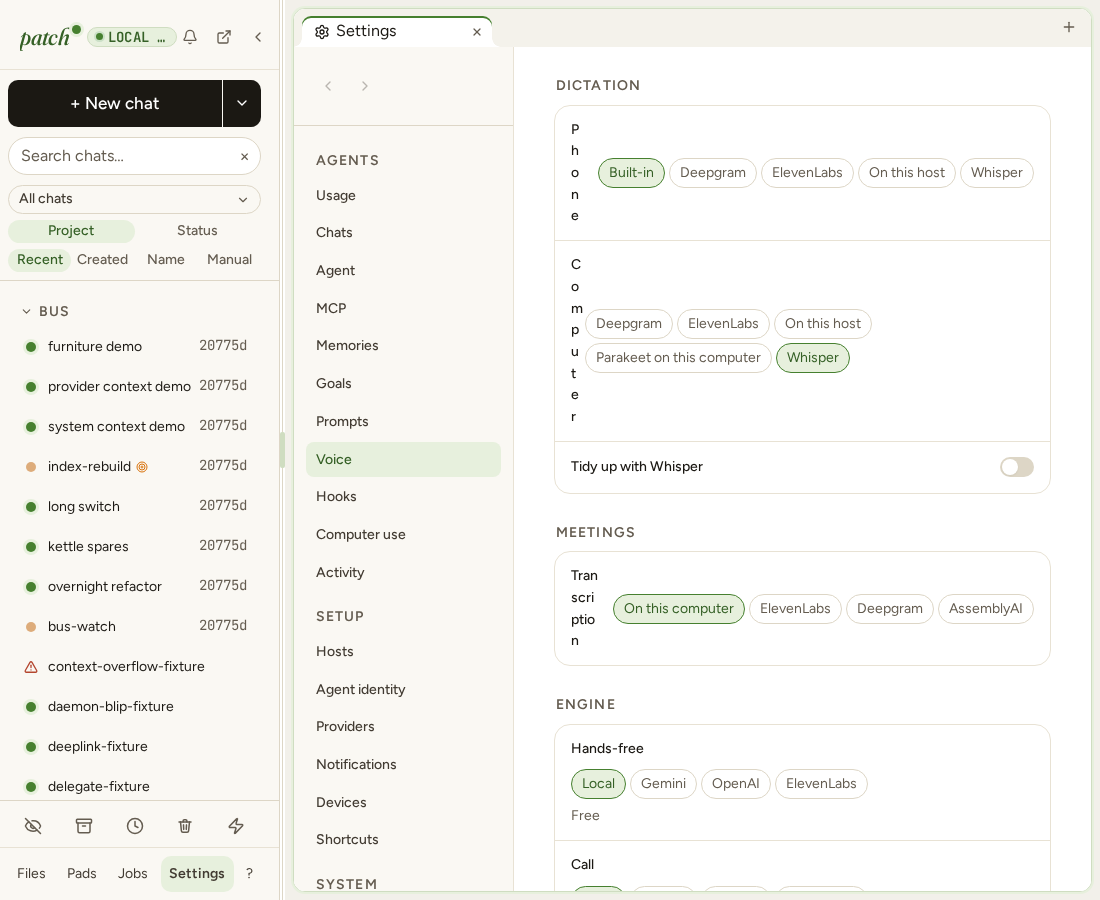 patch
LOCAL …
+ New chat
Search chats…
×
All chats
Project
Status
Recent
Created
Name
Manual
BUS
furniture demo 20775d
provider context demo 20775d
system context demo 20775d
index-rebuild 20775d
long switch 20775d
kettle spares 20775d
overnight refactor 20775d
bus-watch 20775d
context-overflow-fixture
daemon-blip-fixture
deeplink-fixture
delegate-fixture
Files
Pads
Jobs
Settings
?
Settings
×
+
AGENTS
Usage
Chats
Agent
MCP
Memories
Goals
Prompts
Voice
Hooks
Computer use
Activity
SETUP
Hosts
Agent identity
Providers
Notifications
Devices
Shortcuts
SYSTEM
DICTATION
Phone
Built-in
Deepgram
ElevenLabs
On this host
Whisper
Computer
Deepgram
ElevenLabs
On this host
Parakeet on this computer
Whisper
Tidy up with Whisper
MEETINGS
Transcription
On this computer
ElevenLabs
Deepgram
AssemblyAI
ENGINE
Hands-free
Local
Gemini
OpenAI
ElevenLabs
Free
Call